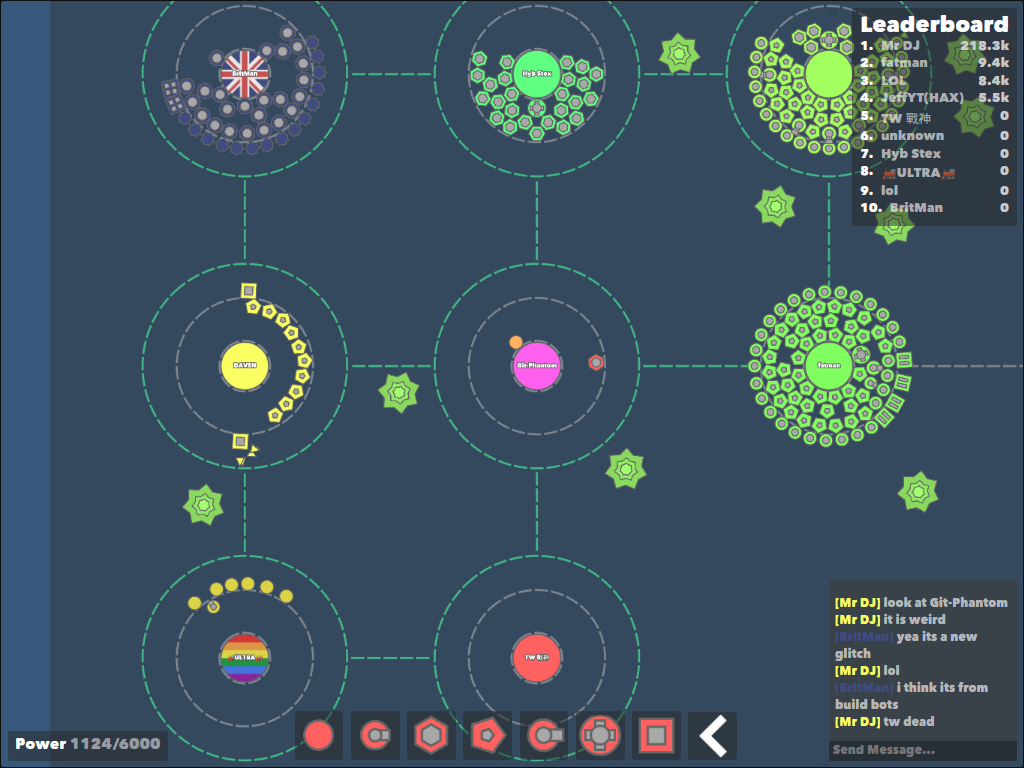 Leaderboard
1. Mr DJ 218.3k
2. fatman 9.4k
3. LOL 8.4k
4. JeffYT(HAX) 5.5k
5. TW 戰神 0
6. unknown 0
7. Hyb Stex 0
8. 🚂ULTRA🚂 0
9. lol 0
10. BritMan 0
BritMan
Hyb Stex
DAVEN
Git-Phantom
fatman
ULTRA
TW 戰神
[Mr DJ] look at Git-Phantom
[Mr DJ] it is weird
[BritMan] yea its a new
glitch
[Mr DJ] lol
[BritMan] i think its from
build bots
[Mr DJ] tw dead
Send Message...
Power 1124/6000